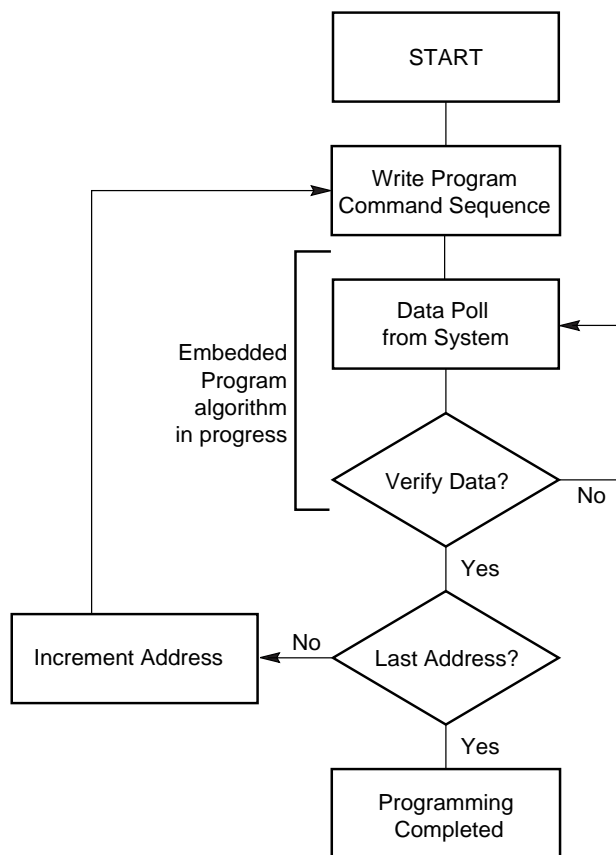 START
Write Program
Command Sequence
Data Poll
from System
Embedded
Program
algorithm
in progress
Verify Data?
No
Yes
Last Address?
No
Increment Address
Yes
Programming
Completed